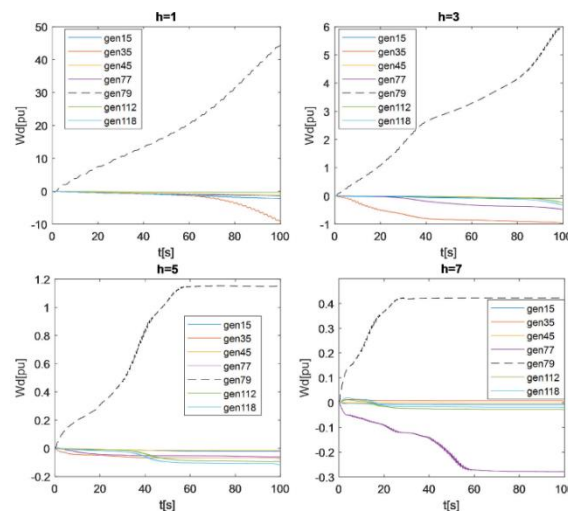 h=1
50
40
30
20
10
0
-10
Wd[pu]
gen15
gen35
gen45
gen77
gen79
gen112
gen118
0 20 40 60 80 100
t[s]
h=3
6
5
4
3
2
1
0
-1
Wd[pu]
gen15
gen35
gen45
gen77
gen79
gen112
gen118
0 20 40 60 80 100
t[s]
h=5
1.2
1
0.8
0.6
0.4
0.2
0
-0.2
Wd[pu]
gen15
gen35
gen45
gen77
gen79
gen112
gen118
0 20 40 60 80 100
t[s]
h=7
0.4
0.3
0.2
0.1
0
-0.1
-0.2
-0.3
Wd[pu]
gen15
gen35
gen45
gen77
gen79
gen112
gen118
0 20 40 60 80 100
t[s]